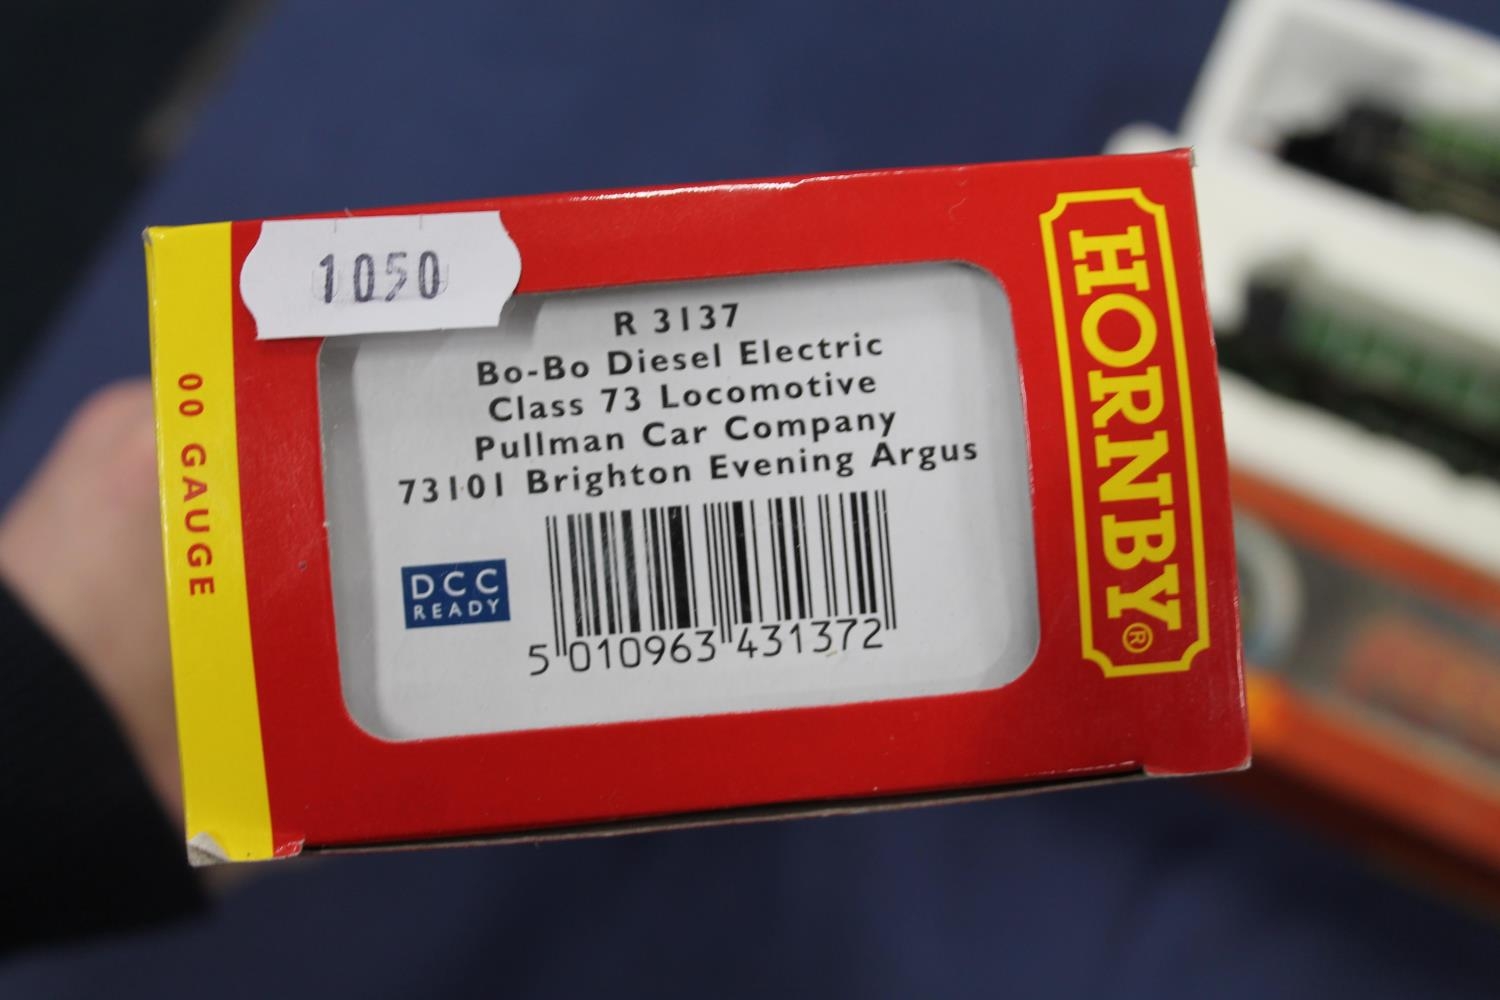 1050
R 3137
Bo-Bo Diesel Electric
Class 73 Locomotive
Pullman Car Company
73101 Brighton Evening Argus
DCC
READY
5 010963 431372
00 GAUGE
HORNBY®